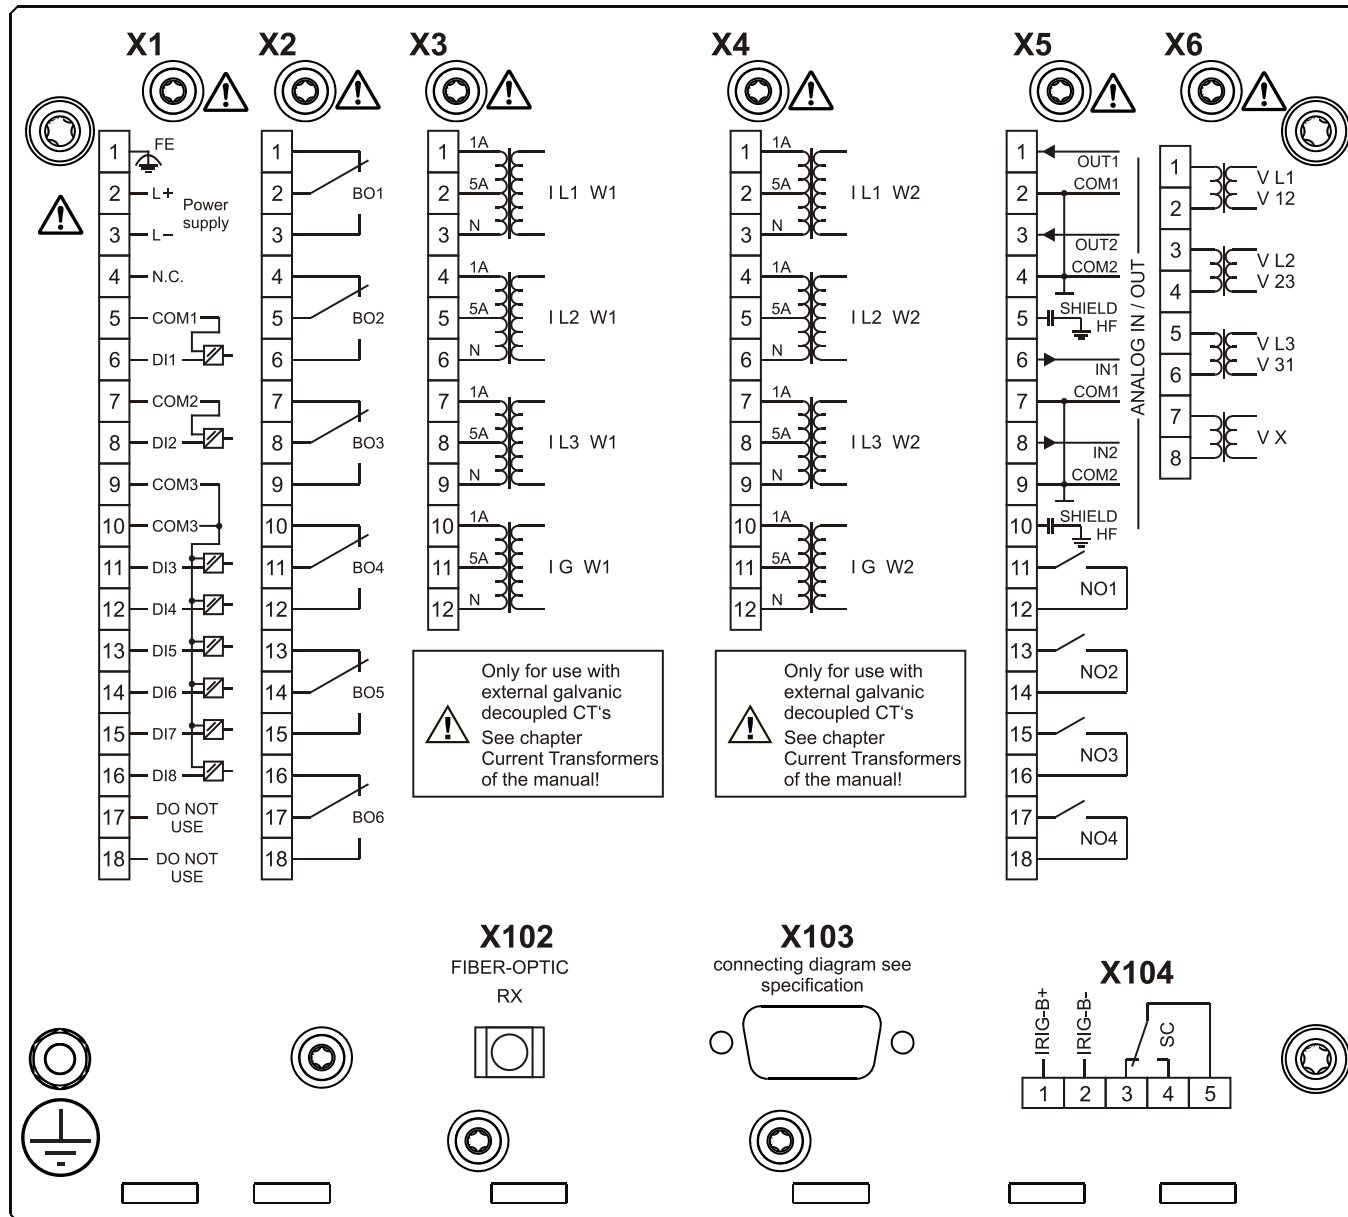 X1
X2
X3
X4
X5
X6
1
FE
2
L+
Power
supply
3
L–
4
N.C.
5
COM1
6
DI1
7
COM2
8
DI2
9
COM3
10
COM3
11
DI3
12
DI4
13
DI5
14
DI6
15
DI7
16
DI8
17
DO NOT
USE
18
DO NOT
USE
1
2
BO1
3
4
5
BO2
6
7
8
BO3
9
10
11
BO4
12
13
14
BO5
15
16
17
BO6
18
1
1A
2
5A
I L1 W1
3
N
4
1A
5
5A
I L2 W1
6
N
7
1A
8
5A
I L3 W1
9
N
10
1A
11
5A
I G W1
12
N
Only for use with
external galvanic
decoupled CT‘s
See chapter
Current Transformers
of the manual!
1
1A
2
5A
I L1 W2
3
N
4
1A
5
5A
I L2 W2
6
N
7
1A
8
5A
I L3 W2
9
N
10
1A
11
5A
I G W2
12
N
Only for use with
external galvanic
decoupled CT‘s
See chapter
Current Transformers
of the manual!
1
OUT1
2
COM1
3
OUT2
4
COM2
5
SHIELD
HF
6
IN1
7
COM1
8
IN2
9
COM2
10
SHIELD
HF
ANALOG IN / OUT
11
NO1
12
13
NO2
14
15
NO3
16
17
NO4
18
1
V L1
V 12
2
3
V L2
V 23
4
5
V L3
V 31
6
7
V X
8
X102
FIBER-OPTIC
RX
X103
connecting diagram see
specification
X104
IRIG-B+
IRIG-B-
SC
1
2
3
4
5